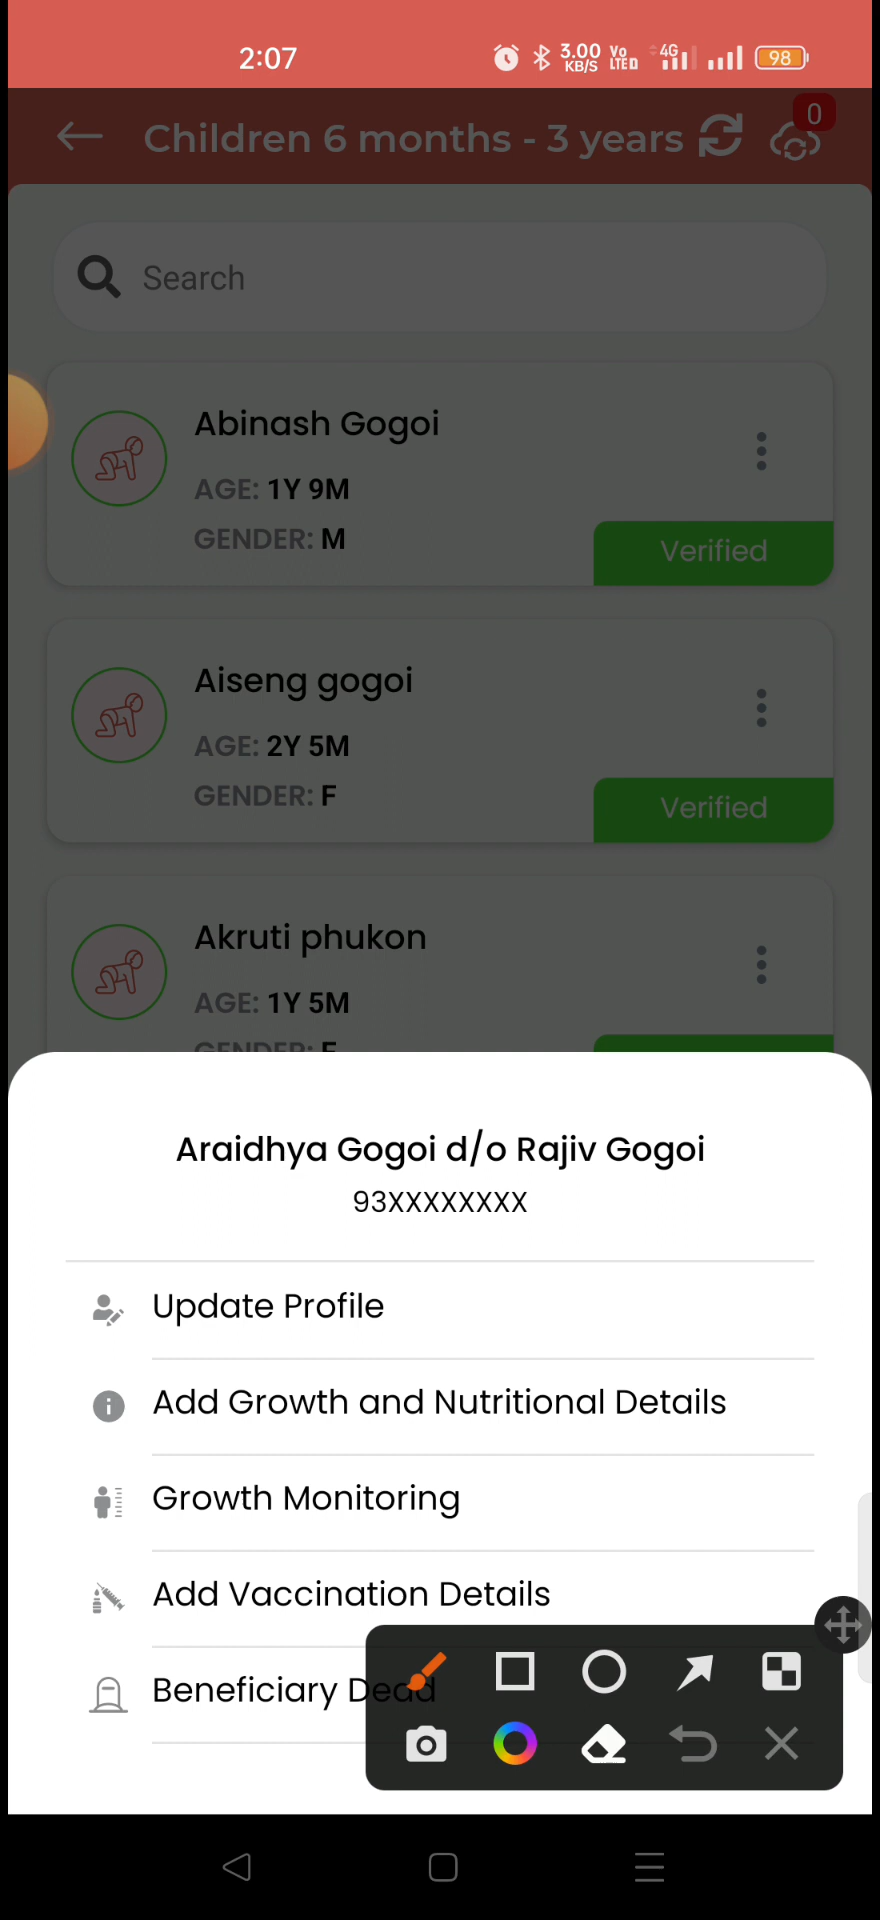 2:07
3.00 KB/S
Vo LTE D
4G
98
Children 6 months - 3 years
0
Search
Abinash Gogoi
AGE: 1Y 9M
GENDER: M
Verified
Aiseng gogoi
AGE: 2Y 5M
GENDER: F
Verified
Akruti phukon
AGE: 1Y 5M
GENDER: F
Araidhya Gogoi d/o Rajiv Gogoi
93XXXXXXXX
Update Profile
Add Growth and Nutritional Details
Growth Monitoring
Add Vaccination Details
Beneficiary Dead